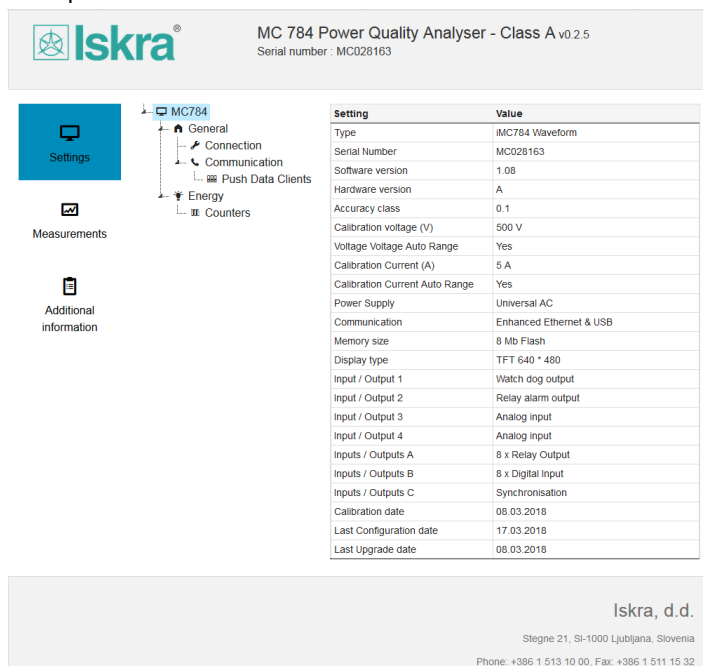 Iskra®
MC 784 Power Quality Analyser - Class A v0.2.5
Serial number : MC028163
Settings
Measurements
Additional
information
MC784
General
Connection
Communication
Push Data Clients
Energy
Counters
Setting Value
Type iMC784 Waveform
Serial Number MC028163
Software version 1.08
Hardware version A
Accuracy class 0.1
Calibration voltage (V) 500 V
Voltage Voltage Auto Range Yes
Calibration Current (A) 5 A
Calibration Current Auto Range Yes
Power Supply Universal AC
Communication Enhanced Ethernet & USB
Memory size 8 Mb Flash
Display type TFT 640 * 480
Input / Output 1 Watch dog output
Input / Output 2 Relay alarm output
Input / Output 3 Analog input
Input / Output 4 Analog input
Inputs / Outputs A 8 x Relay Output
Inputs / Outputs B 8 x Digital Input
Inputs / Outputs C Synchronisation
Calibration date 08.03.2018
Last Configuration date 17.03.2018
Last Upgrade date 08.03.2018
Iskra, d.d.
Stegne 21, SI-1000 Ljubljana, Slovenia
Phone: +386 1 513 10 00, Fax: +386 1 511 15 32